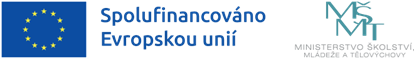 Spolufinancováno
Evropskou unií
MŠMT
MINISTERSTVO ŠKOLSTVÍ,
MLÁDEŽE A TĚLOVÝCHOVY